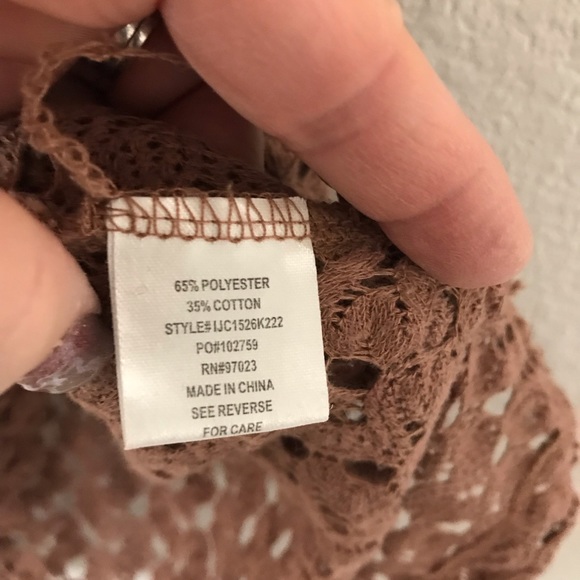 65% POLYESTER
35% COTTON
STYLE# IJC1526K222
PO#102759
RN#97023
MADE IN CHINA
SEE REVERSE
FOR CARE